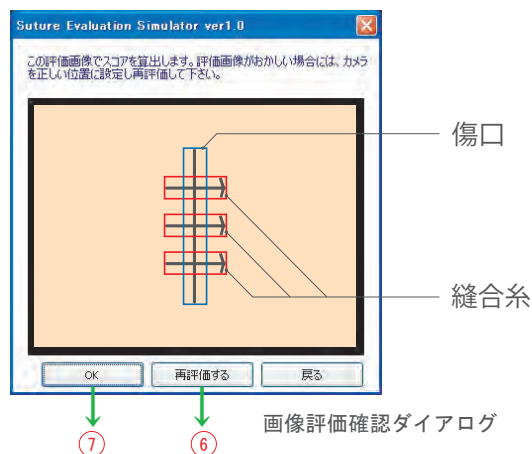 Suture Evaluation Simulator ver1.0
この評価画像でスコアを算出します。評価画像がおかしい場合には、カメラ
を正しい位置に設定し再評価して下さい。
傷口
縫合糸
OK
再評価する
戻る
⑦
⑥
画像評価確認ダイアログ